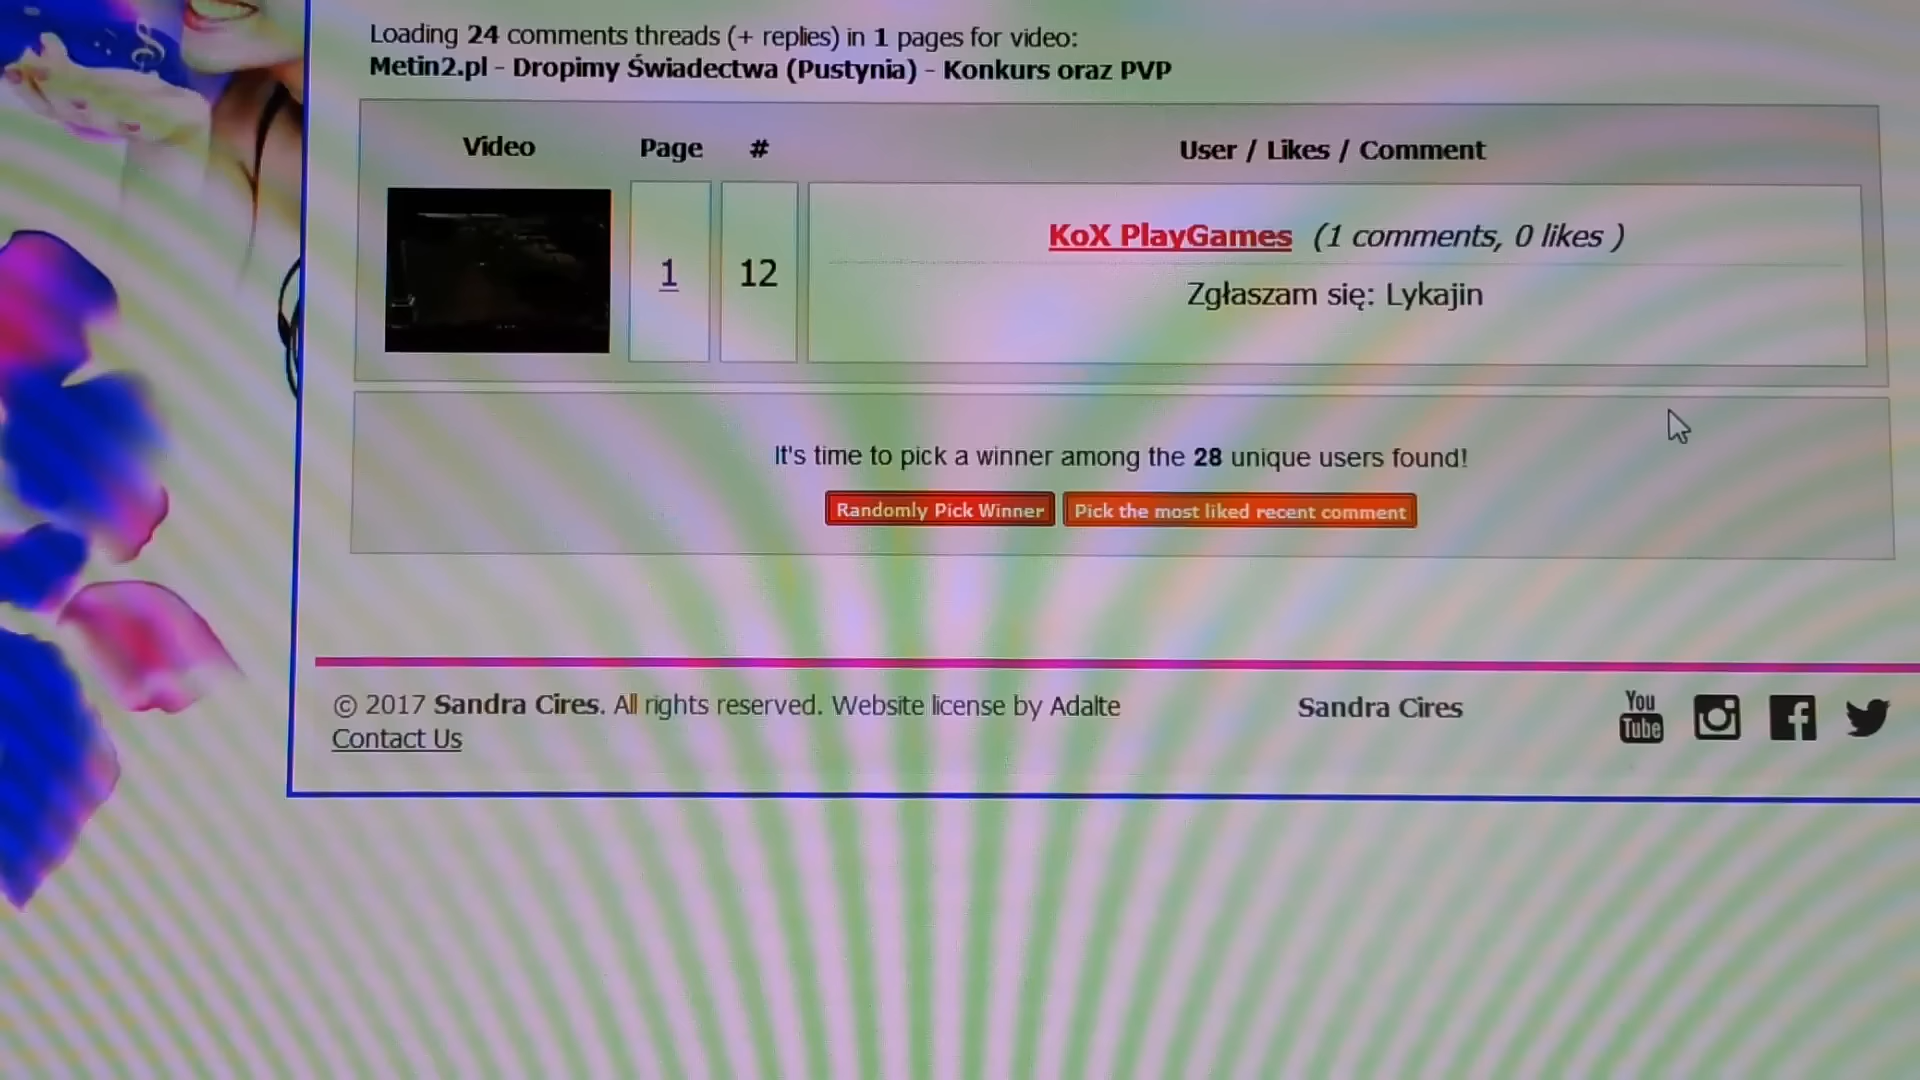 Loading 24 comments threads (+ replies) in 1 pages for video:
Metin2.pl - Dropimy Świadectwa (Pustynia) - Konkurs oraz PVP
Video Page # User / Likes / Comment
KoX PlayGames (1 comments, 0 likes )
1 12
Zgłaszam się: Lykajin
It's time to pick a winner among the 28 unique users found!
Randomly Pick Winner Pick the most liked recent comment
© 2017 Sandra Cires. All rights reserved. Website license by Adalte Sandra Cires You Tube
Contact Us